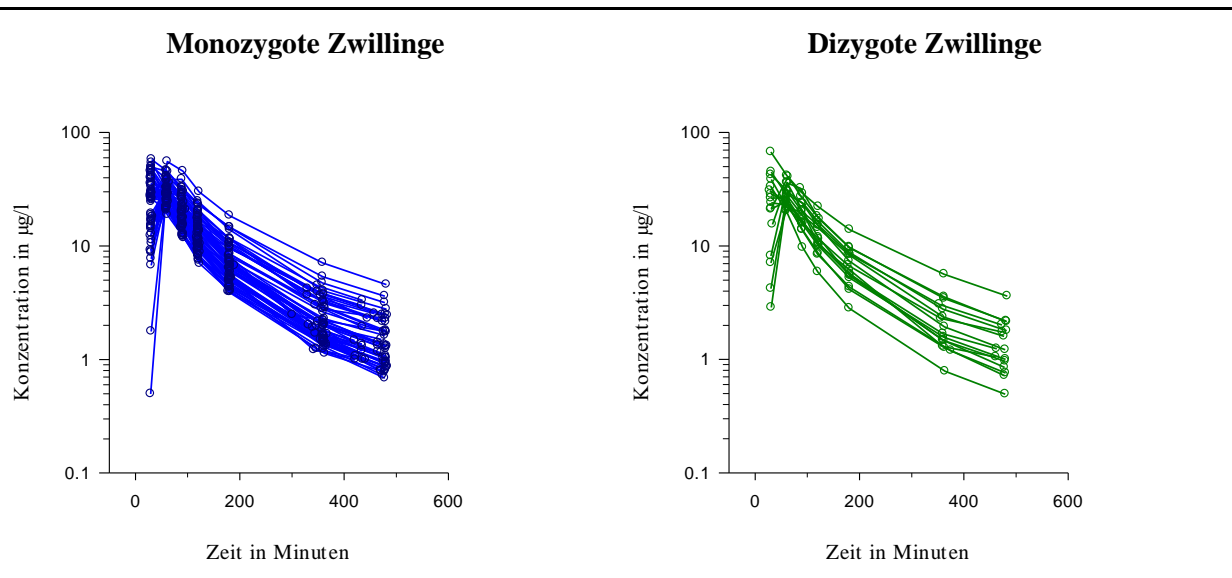 Monozygote Zwillinge
Dizygote Zwillinge
100
10
1
0.1
0 200 400 600
Konzentration in µg/l
Zeit in Minuten
100
10
1
0.1
0 200 400 600
Konzentration in µg/l
Zeit in Minuten